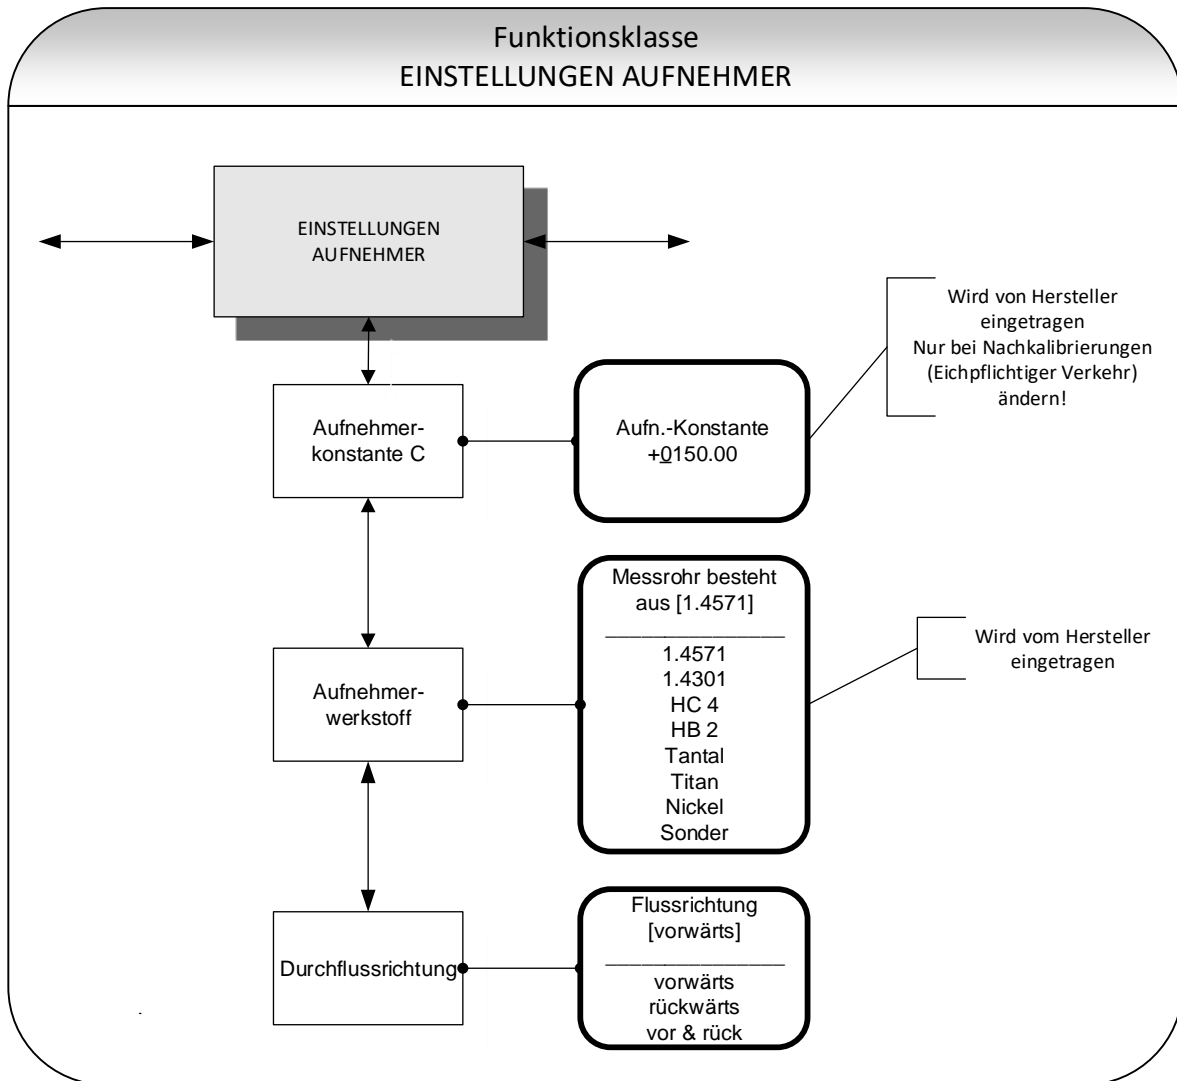 Funktionsklasse
EINSTELLUNGEN AUFNEHMER
EINSTELLUNGEN
AUFNEHMER
Wird von Hersteller
eingetragen
Nur bei Nachkalibrierungen
(Eichpflichtiger Verkehr)
ändern!
Aufnehmer-
konstante C
Aufn.-Konstante
+0150.00
Messrohr besteht
aus [1.4571]
1.4571
1.4301
HC 4
HB 2
Tantal
Titan
Nickel
Sonder
Aufnehmer-
werkstoff
Wird vom Hersteller
eingetragen
Durchflussrichtung
Flussrichtung
[vorwärts]
vorwärts
rückwärts
vor & rück